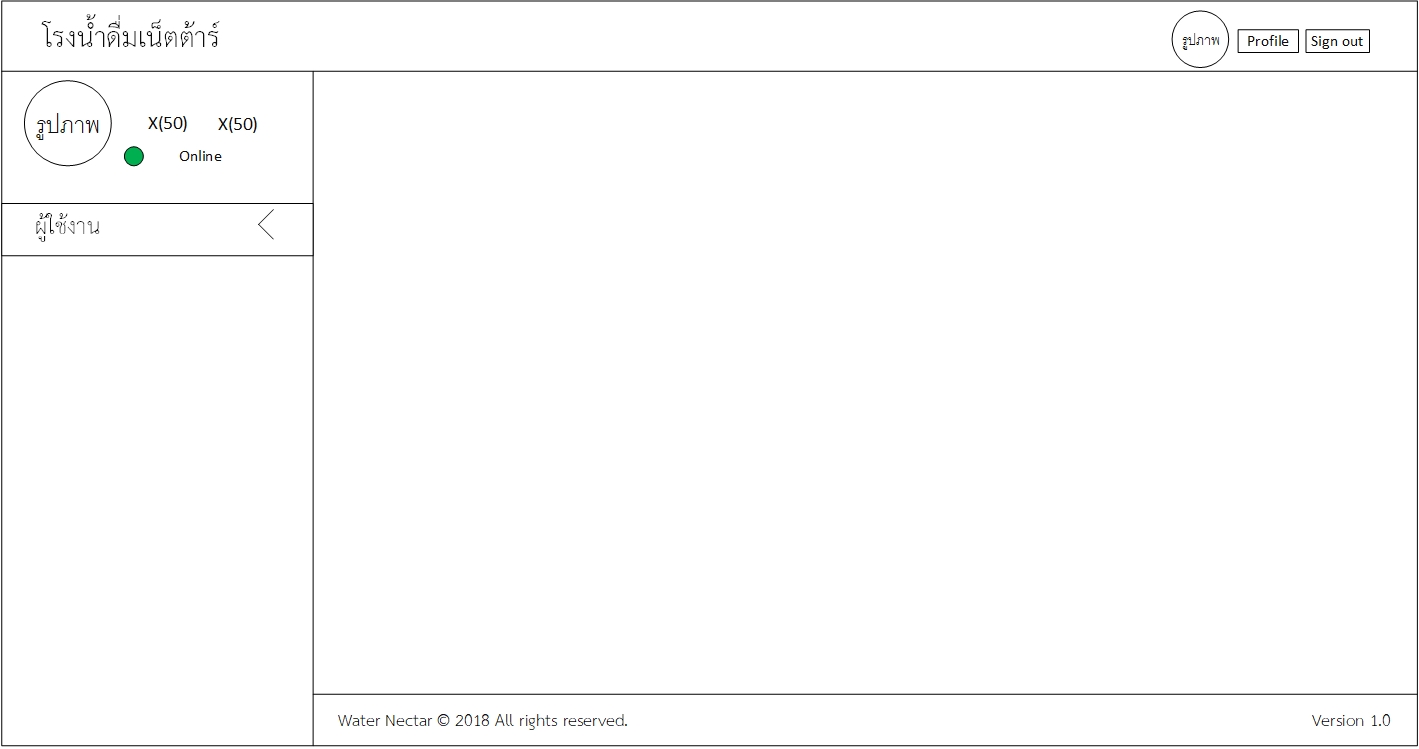 โรงน้ำดื่มเน็ตต้าร์
รูปภาพ Profile Sign out
รูปภาพ
X(50) X(50)
Online
ผู้ใช้งาน
Water Nectar © 2018 All rights reserved. Version 1.0